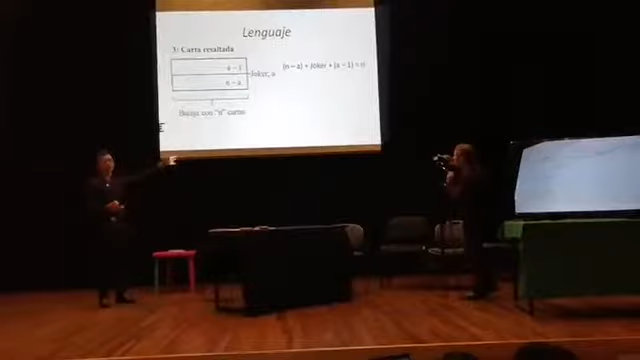 Lenguaje
3) Carta resaltada
a – 1
Joker, a
n – a
(n – a) + Joker + (a – 1) = n
Baraja con "n" cartas